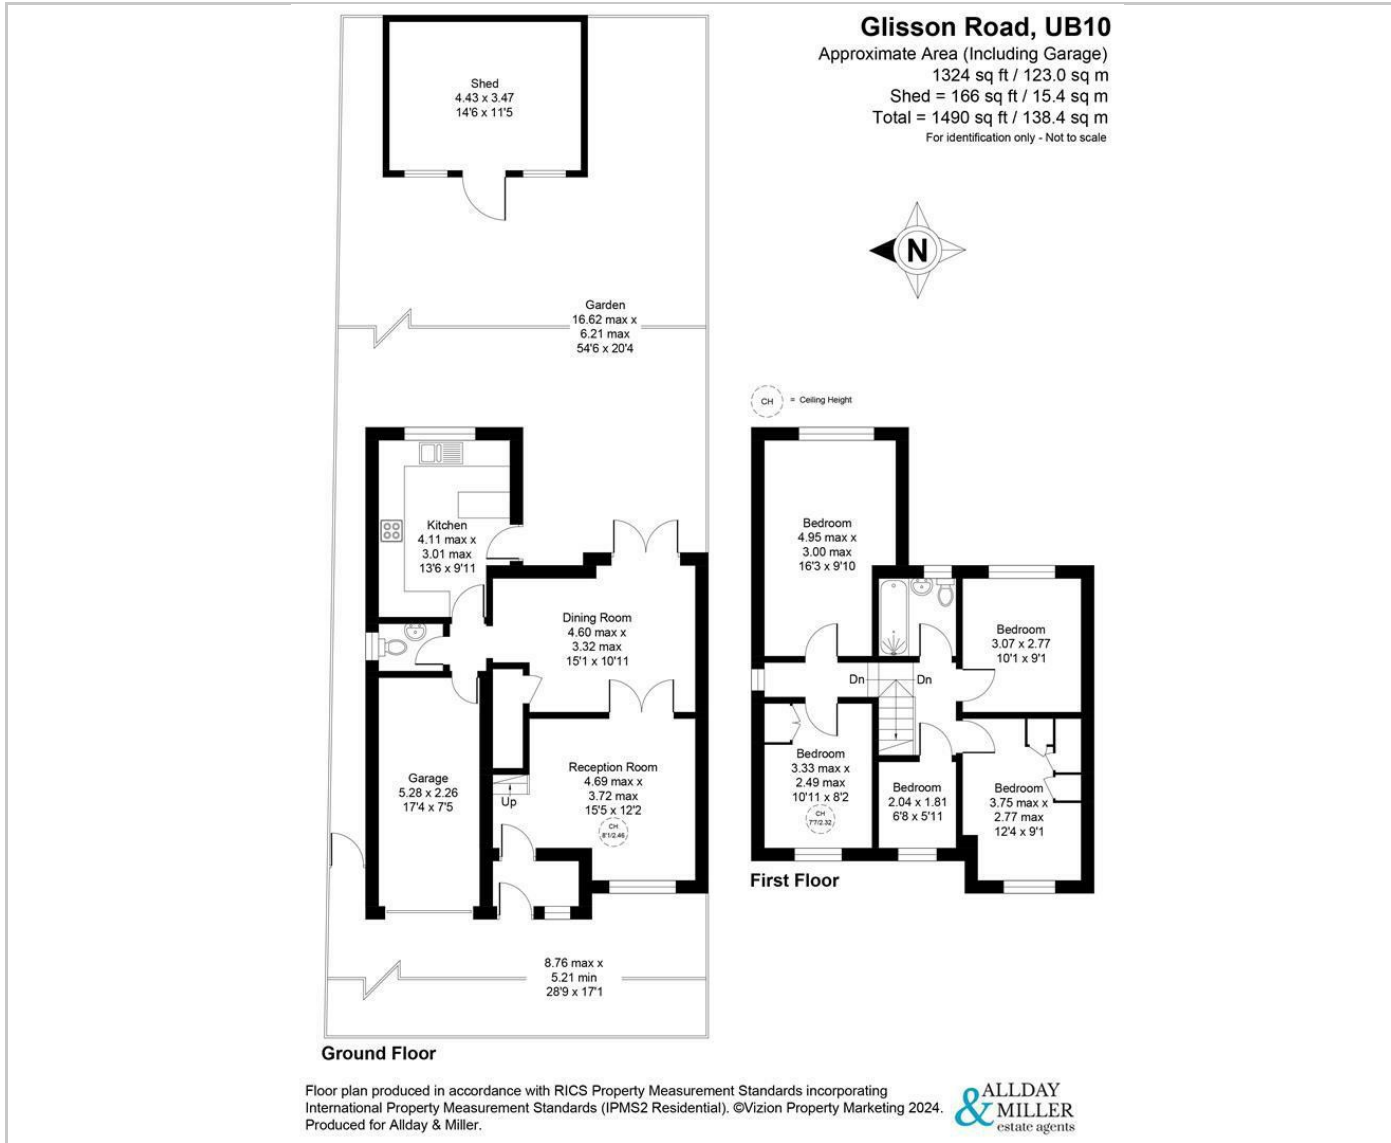 Glisson Road, UB10
Approximate Area (Including Garage)
1324 sq ft / 123.0 sq m
Shed = 166 sq ft / 15.4 sq m
Total = 1490 sq ft / 138.4 sq m
For identification only - Not to scale
N
Shed
4.43 x 3.47
14'6 x 11'5
Garden
16.62 max x
6.21 max
54'6 x 20'4
CH = Ceiling Height
Kitchen
4.11 max x
3.01 max
13'6 x 9'11
Dining Room
4.60 max x
3.32 max
15'1 x 10'11
Garage
5.28 x 2.26
17'4 x 7'5
Reception Room
4.69 max x
3.72 max
15'5 x 12'2
CH
8'1/2.46
Up
8.76 max x
5.21 min
28'9 x 17'1
Ground Floor
Bedroom
4.95 max x
3.00 max
16'3 x 9'10
Bedroom
3.07 x 2.77
10'1 x 9'1
Dn
Dn
Bedroom
3.33 max x
2.49 max
10'11 x 8'2
CH
7'7/2.32
Bedroom
2.04 x 1.81
6'8 x 5'11
Bedroom
3.75 max x
2.77 max
12'4 x 9'1
First Floor
Floor plan produced in accordance with RICS Property Measurement Standards incorporating
International Property Measurement Standards (IPMS2 Residential). ©Vizion Property Marketing 2024.
Produced for Allday & Miller.
ALLDAY
& MILLER
estate agents